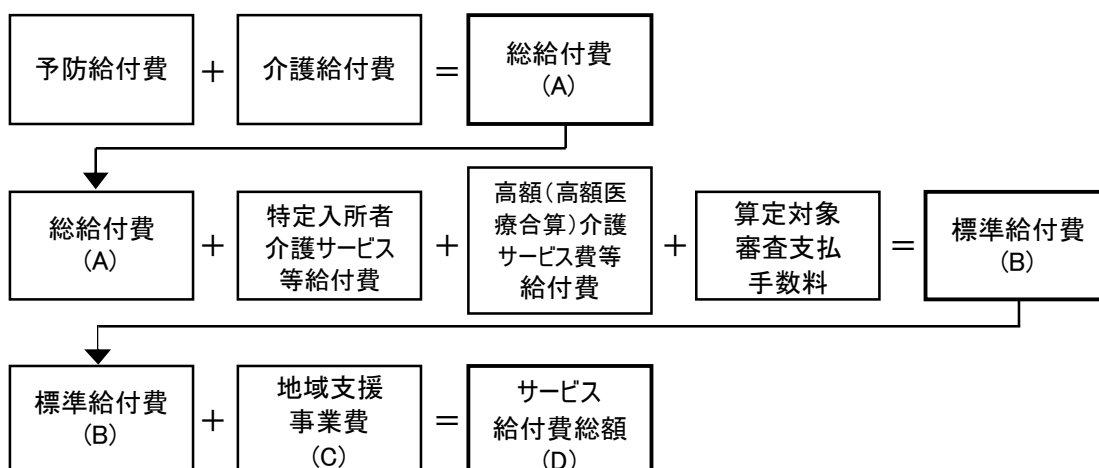 予防給付費 + 介護給付費 = 総給付費
(A)
総給付費
(A)
+
特定入所者
介護サービス
等給付費
+
高額(高額医
療合算)介護
サービス費等
給付費
+
算定対象
審査支払
手数料
=
標準給付費
(B)
標準給付費
(B)
+
地域支援
事業費
(C)
=
サービス
給付費総額
(D)